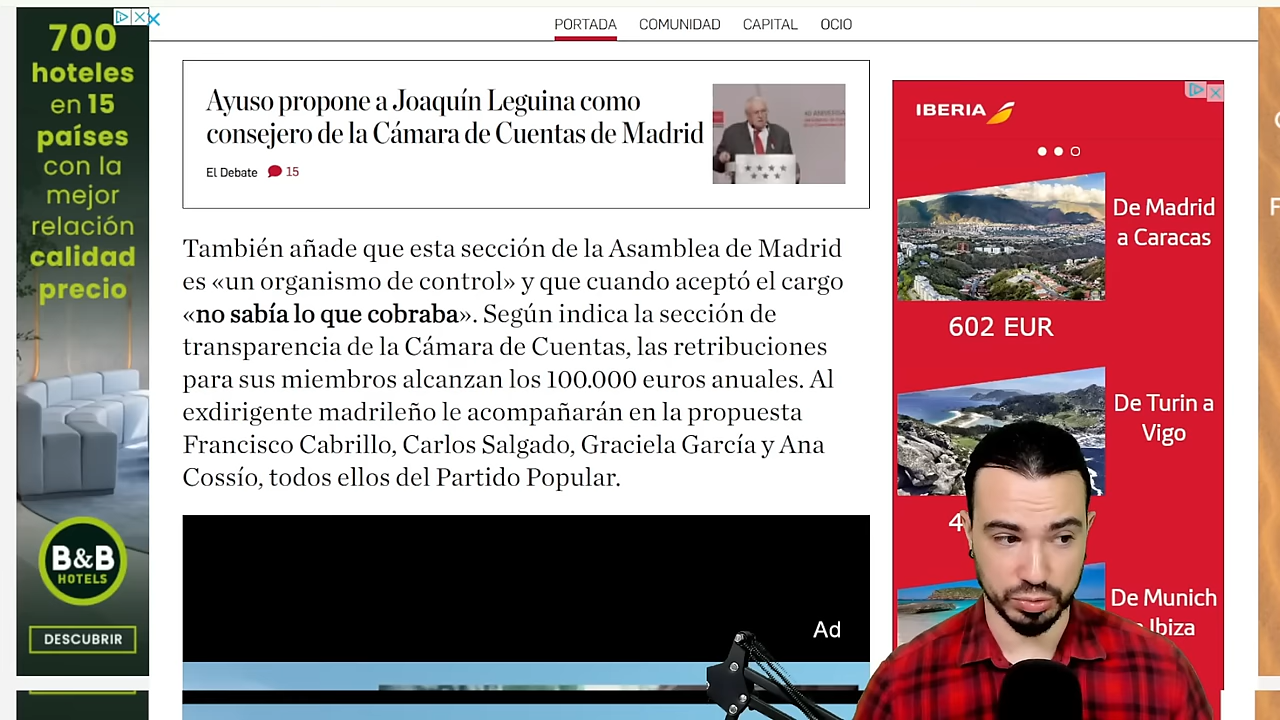 PORTADA COMUNIDAD CAPITAL OCIO
700
hoteles
en 15
países
con la
mejor
relación
calidad
precio
B&B
HOTELS
DESCUBRIR
Ayuso propone a Joaquín Leguina como
consejero de la Cámara de Cuentas de Madrid
El Debate 15
También añade que esta sección de la Asamblea de Madrid
es «un organismo de control» y que cuando aceptó el cargo
«no sabía lo que cobraba». Según indica la sección de
transparencia de la Cámara de Cuentas, las retribuciones
para sus miembros alcanzan los 100.000 euros anuales. Al
exdirigente madrileño le acompañarán en la propuesta
Francisco Cabrillo, Carlos Salgado, Graciela García y Ana
Cossío, todos ellos del Partido Popular.
Ad
IBERIA
De Madrid
a Caracas
602 EUR
De Turin a
Vigo
4
De Munich
a Ibiza